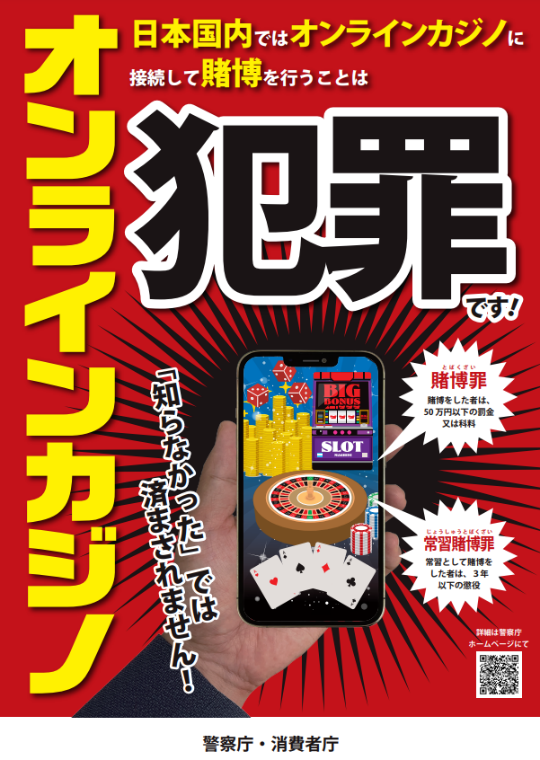 オンラインカジノ
日本国内ではオンラインカジノに
接続して賭博を行うことは
犯罪
です!
「知らなかった」では
済まされません!
BIG
BONUS
SLOT
とばくざい
賭博罪
賭博をした者は、
50万円以下の罰金
又は科料
じょうしゅうとばくざい
常習賭博罪
常習として賭博を
した者は、3年
以下の懲役
詳細は警察庁
ホームページにて
警察庁・消費者庁